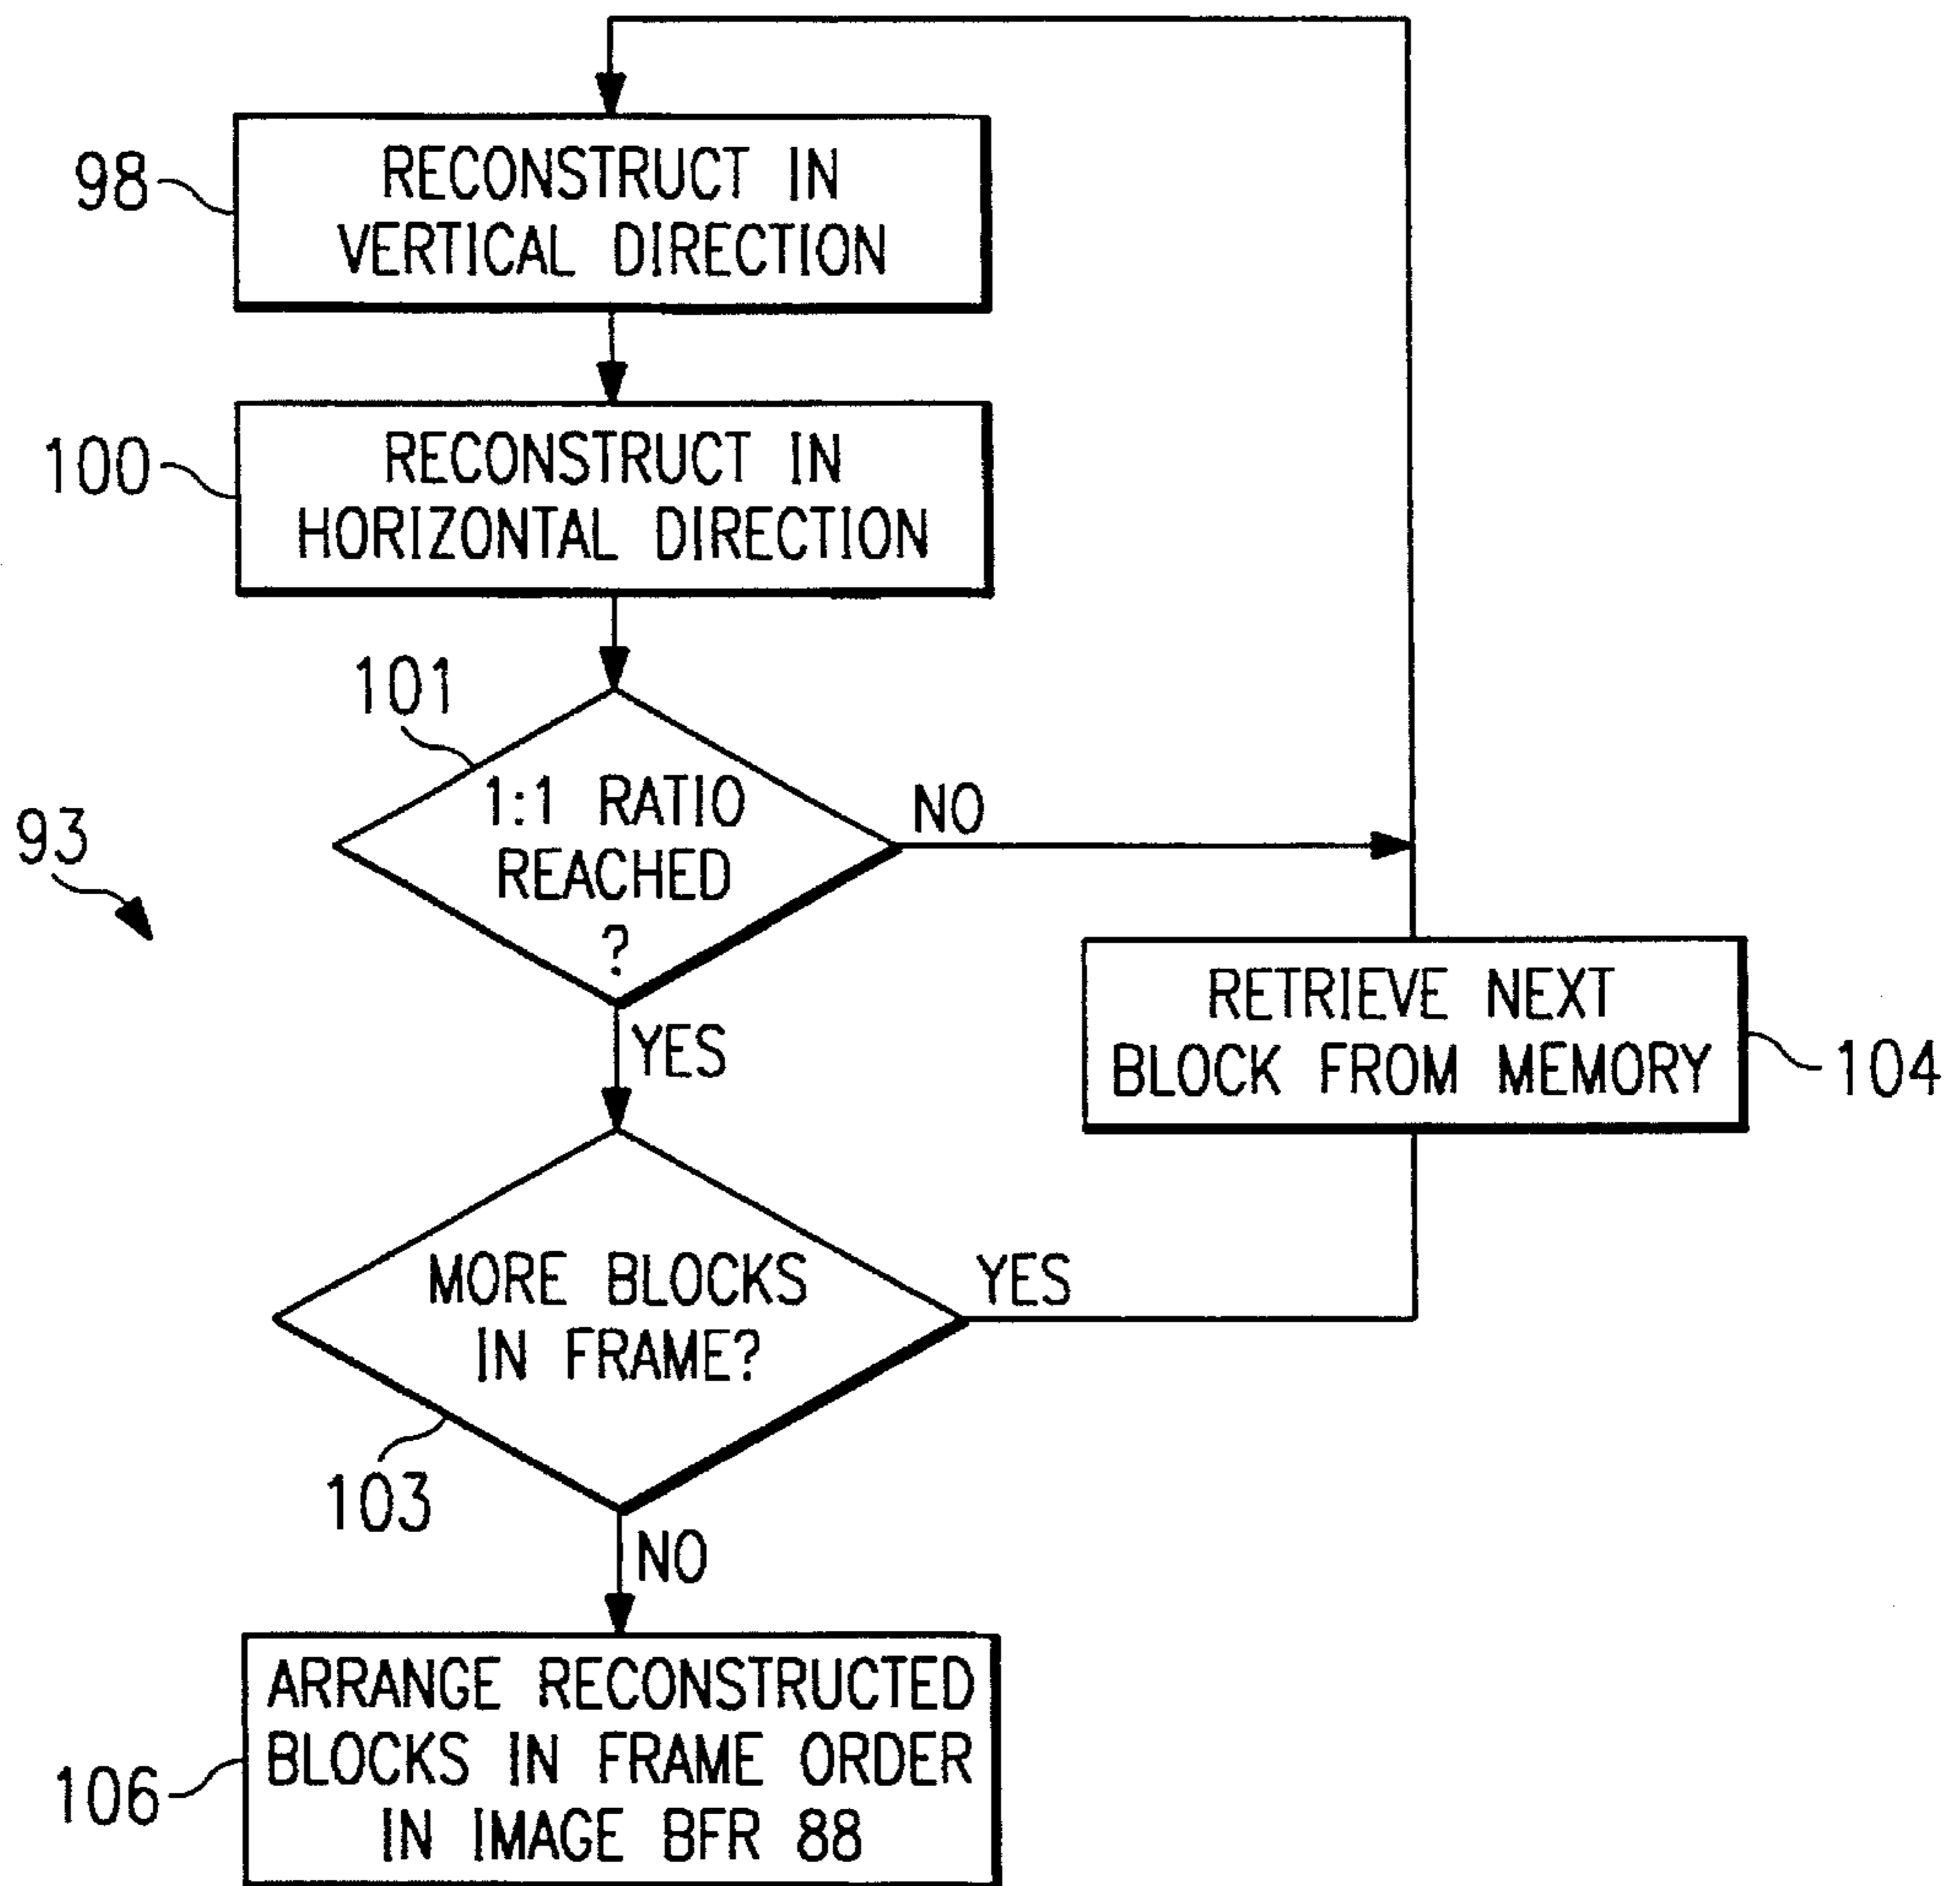 98
RECONSTRUCT IN
VERTICAL DIRECTION
100
RECONSTRUCT IN
HORIZONTAL DIRECTION
101
1:1 RATIO
REACHED
?
NO
93
YES
RETRIEVE NEXT
BLOCK FROM MEMORY
104
MORE BLOCKS
IN FRAME?
YES
103
NO
106
ARRANGE RECONSTRUCTED
BLOCKS IN FRAME ORDER
IN IMAGE BFR 88